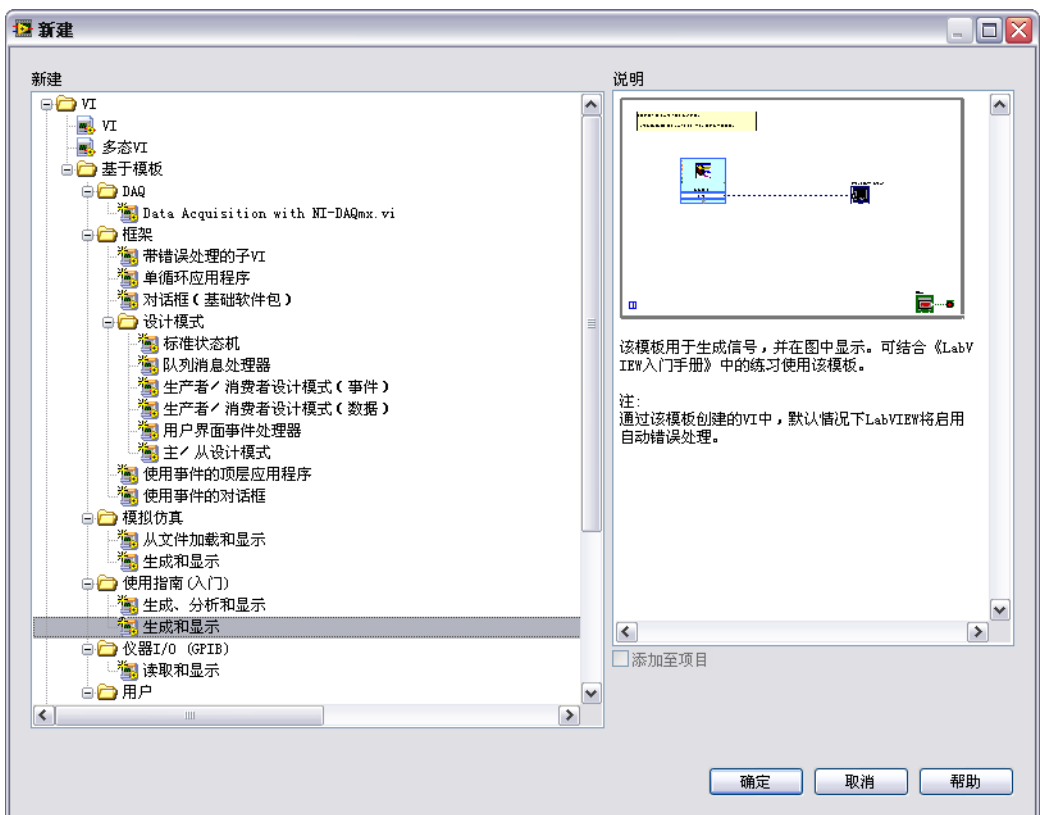 新建
新建
VI
VI
多态VI
基于模板
DAQ
Data Acquisition with NI-DAQmx.vi
框架
带错误处理的子VI
单循环应用程序
对话框(基础软件包)
设计模式
标准状态机
队列消息处理器
生产者/消费者设计模式(事件)
生产者/消费者设计模式(数据)
用户界面事件处理器
主/从设计模式
使用事件的顶层应用程序
使用事件的对话框
模拟仿真
从文件加载和显示
生成和显示
使用指南(入门)
生成、分析和显示
生成和显示
仪器I/O (GPIB)
读取和显示
用户
说明
该模板用于生成信号,并在图中显示。可结合《LabV
IEW入门手册》中的练习使用该模板。
注:
通过该模板创建的VI中,默认情况下LabVIEW将启用
自动错误处理。
添加至项目
确定
取消
帮助